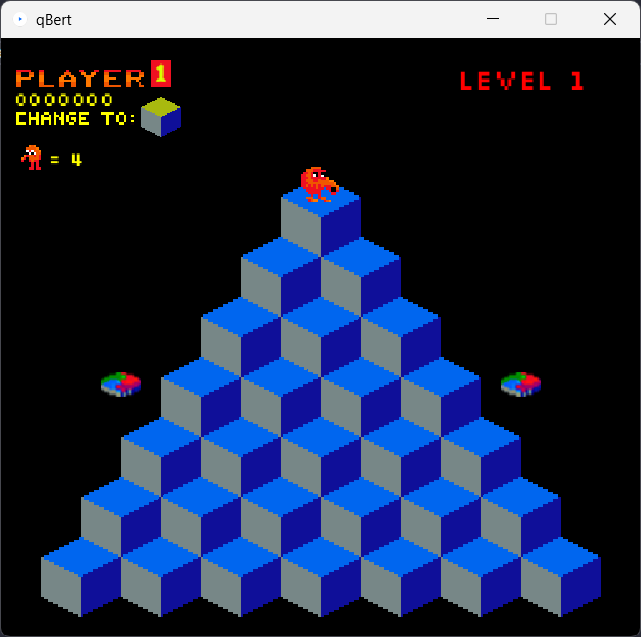 qBert
PLAYER 1
LEVEL 1
0000000
CHANGE TO:
= 4